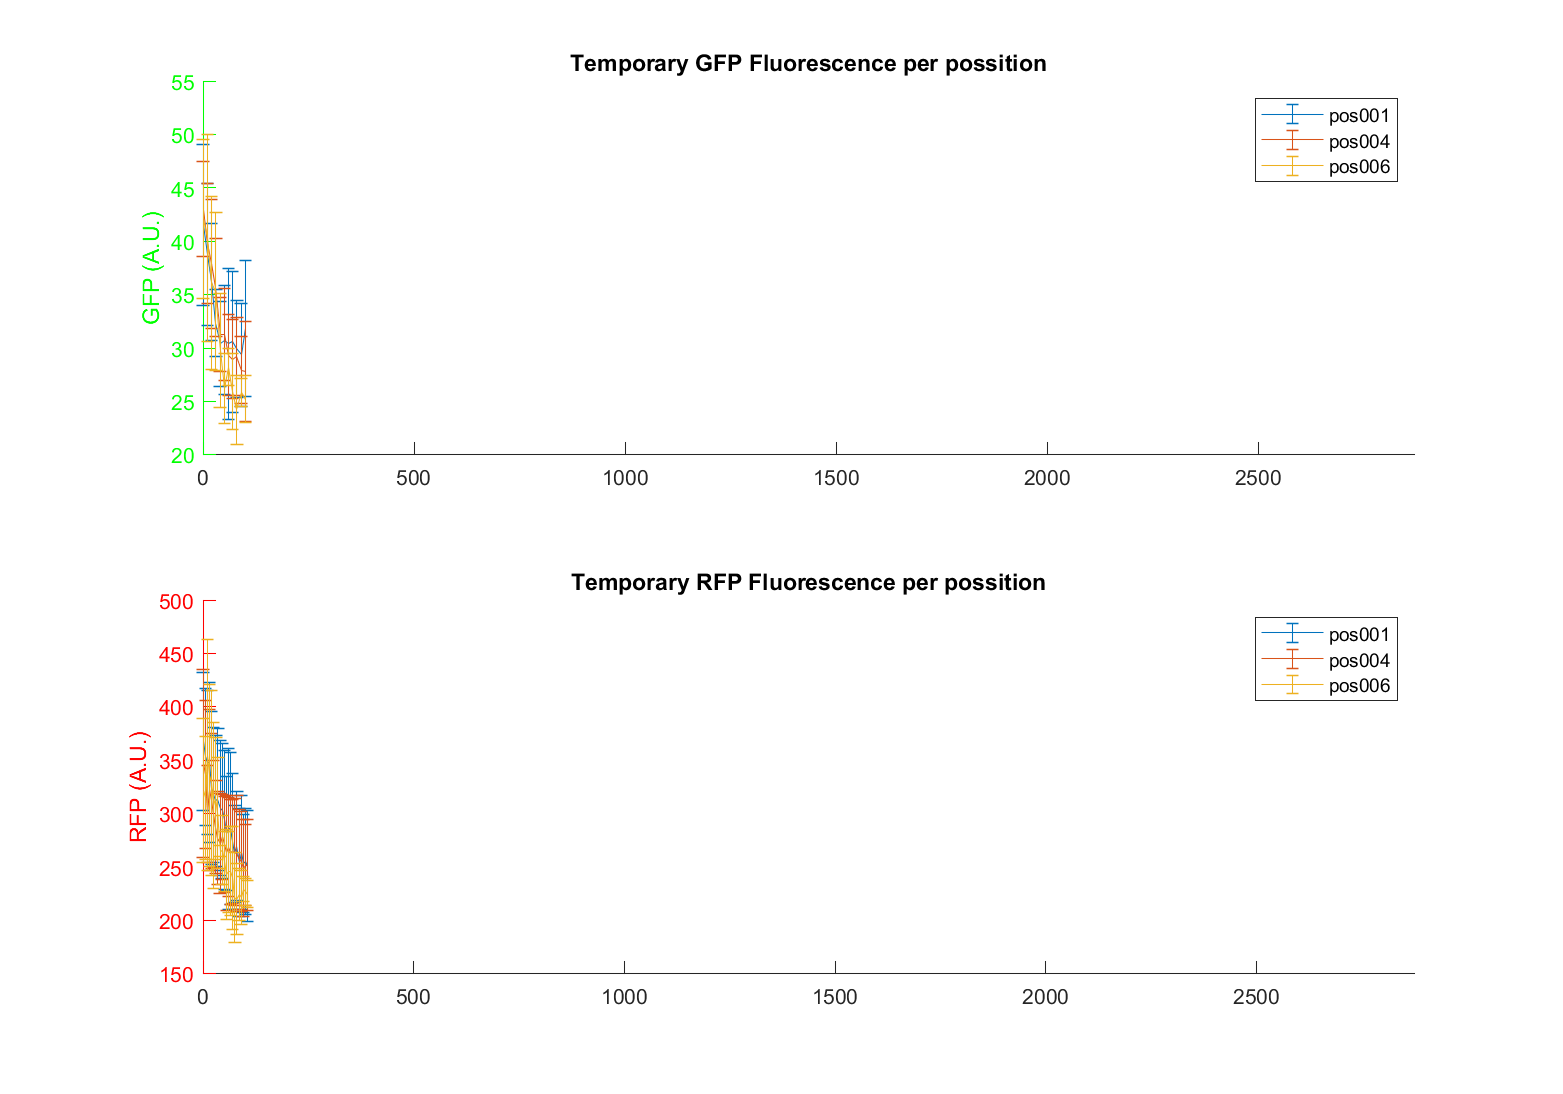 Temporary GFP Fluorescence per possition
55
50
45
40
35
30
25
20
GFP (A.U.)
0 500 1000 1500 2000 2500
pos001
pos004
pos006
Temporary RFP Fluorescence per possition
500
450
400
350
300
250
200
150
RFP (A.U.)
0 500 1000 1500 2000 2500
pos001
pos004
pos006